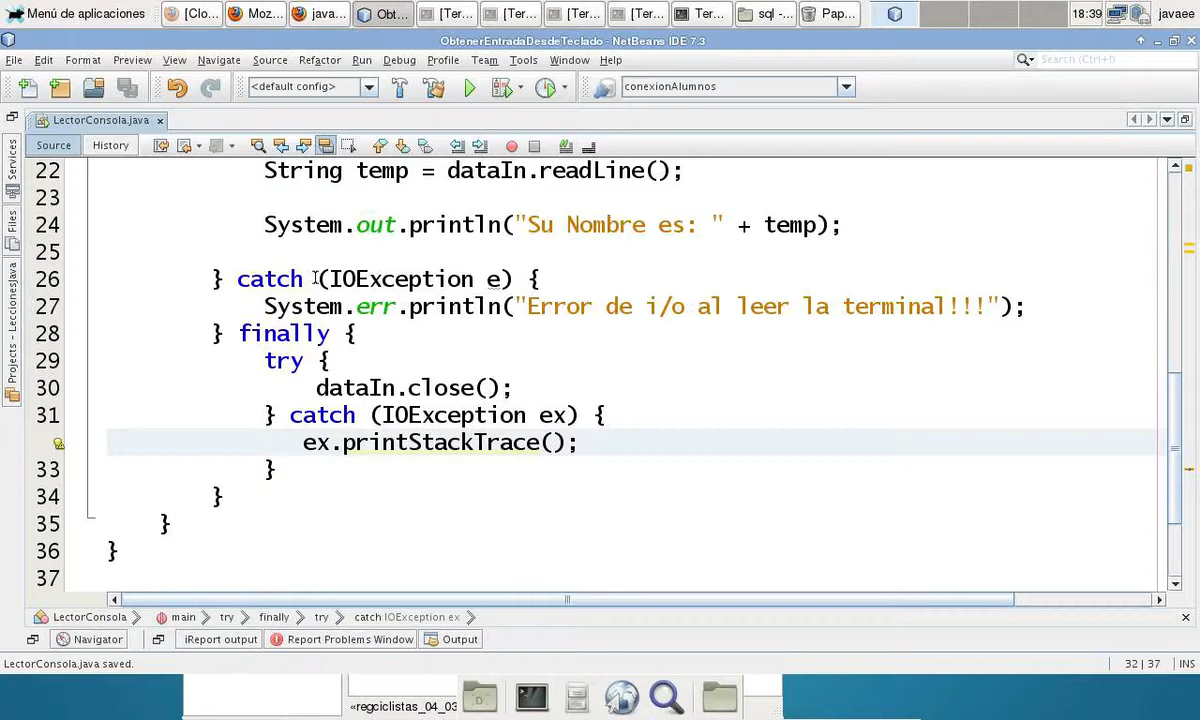 Menú de aplicaciones [Clo... Moz... java... Obt... [Ter... [Ter... [Ter... [Ter... Ter... sql -... Pap... 18:39 javaee
ObtenerEntradaDesdeTeclado - NetBeans IDE 7.3
File Edit Format Preview View Navigate Source Refactor Run Debug Profile Team Tools Window Help Search (Ctrl+I)
<default config> conexionAlumnos
LectorConsola.java x
Source History
Services
Files
Projects - LeccionesJava1
22 String temp = dataIn.readLine();
23
24 System.out.println("Su Nombre es: " + temp);
25
26 } catch (IOException e) {
27 System.err.println("Error de i/o al leer la terminal!!!");
28 } finally {
29 try {
30 dataIn.close();
31 } catch (IOException ex) {
ex.printStackTrace();
33 }
34 }
35 }
36 }
37
LectorConsola main try finally try catch IOException ex
Navigator iReport output Report Problems Window Output
LectorConsola.java saved. 32 | 37 INS
«regciclistas_04_03